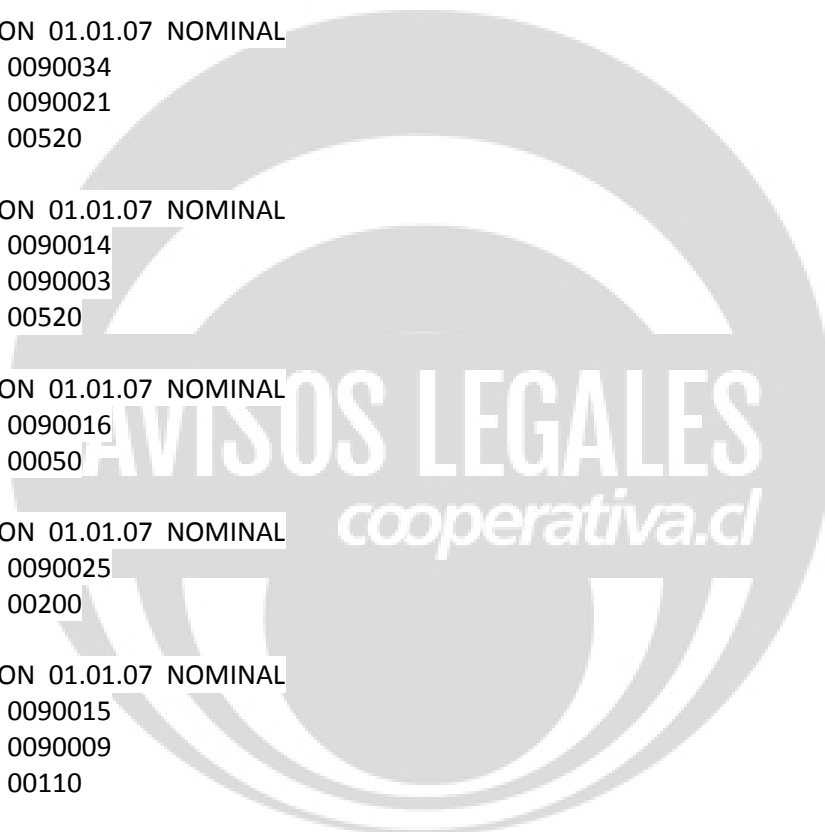 ON 01.01.07 NOMINAL
0090034
0090021
00520
ON 01.01.07 NOMINAL
0090014
0090003
00520
ON 01.01.07 NOMINAL
0090016
00050
AVISOS LEGALES
cooperativa.cl
ON 01.01.07 NOMINAL
0090025
00200
ON 01.01.07 NOMINAL
0090015
0090009
00110